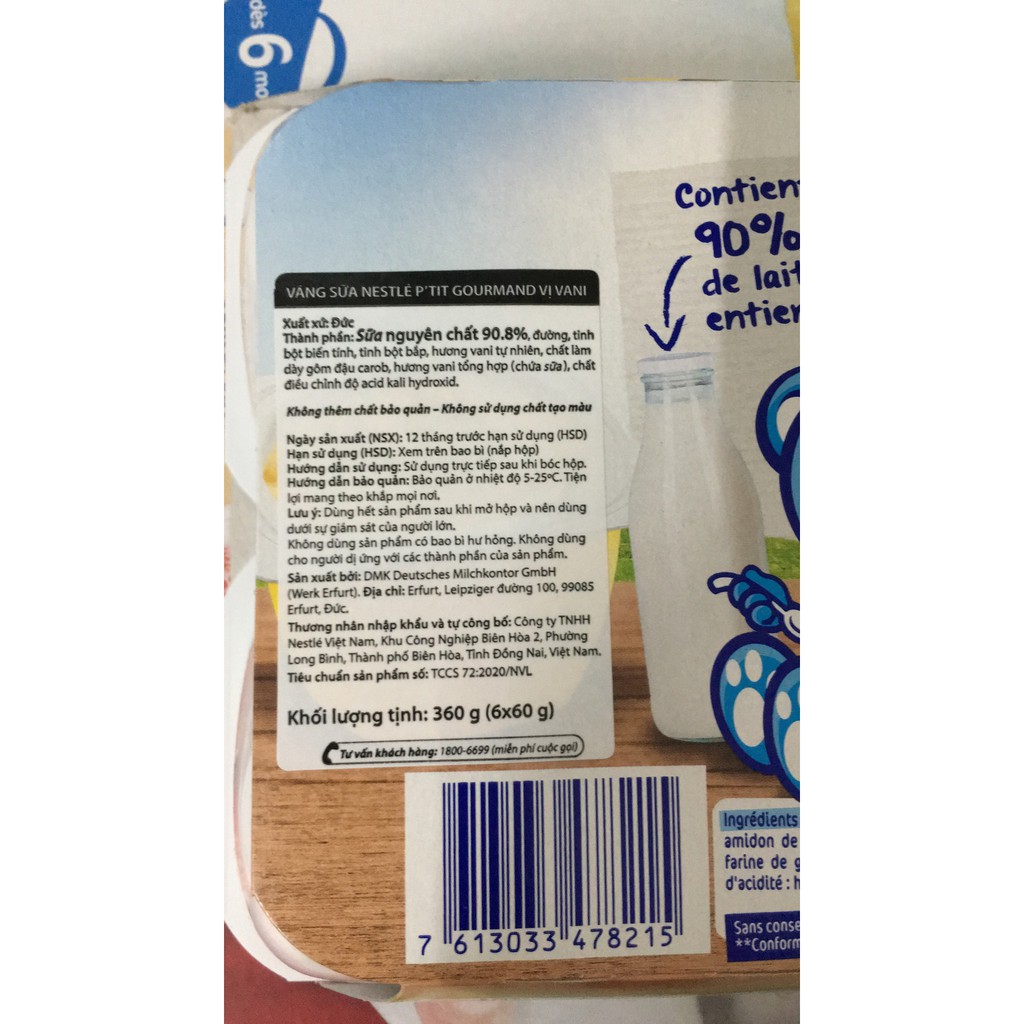 dès
6
mo
Contien
90%
de lait
entier
VÁNG SỮA NESTLÉ P'TIT GOURMAND VỊ VANI
Xuất xứ: Đức
Thành phần: Sữa nguyên chất 90.8%, đường, tinh
bột biến tính, tinh bột bắp, hương vani tự nhiên, chất làm
dày gôm đậu carob, hương vani tổng hợp (chứa sữa), chất
điều chỉnh độ acid kali hydroxid.
Không thêm chất bảo quản – Không sử dụng chất tạo màu
Ngày sản xuất (NSX): 12 tháng trước hạn sử dụng (HSD)
Hạn sử dụng (HSD): Xem trên bao bì (nắp hộp)
Hướng dẫn sử dụng: Sử dụng trực tiếp sau khi bóc hộp.
Hướng dẫn bảo quản: Bảo quản ở nhiệt độ 5-25ºC. Tiện
lợi mang theo khắp mọi nơi.
Lưu ý: Dùng hết sản phẩm sau khi mở hộp và nên dùng
dưới sự giám sát của người lớn.
Không dùng sản phẩm có bao bì hư hỏng. Không dùng
cho người dị ứng với các thành phần của sản phẩm.
Sản xuất bởi: DMK Deutsches Milchkontor GmbH
(Werk Erfurt). Địa chỉ: Erfurt, Leipziger đường 100, 99085
Erfurt, Đức.
Thương nhân nhập khẩu và tự công bố: Công ty TNHH
Nestlé Việt Nam, Khu Công Nghiệp Biên Hòa 2, Phường
Long Bình, Thành phố Biên Hòa, Tỉnh Đồng Nai, Việt Nam.
Tiêu chuẩn sản phẩm số: TCCS 72:2020/NVL
Khối lượng tịnh: 360 g (6x60 g)
Tư vấn khách hàng: 1800-6699 (miễn phí cuộc gọi)
7 613033 478215
Ingrédients
amidon de
farine de g
d'acidité : h
Sans conse
**Conform